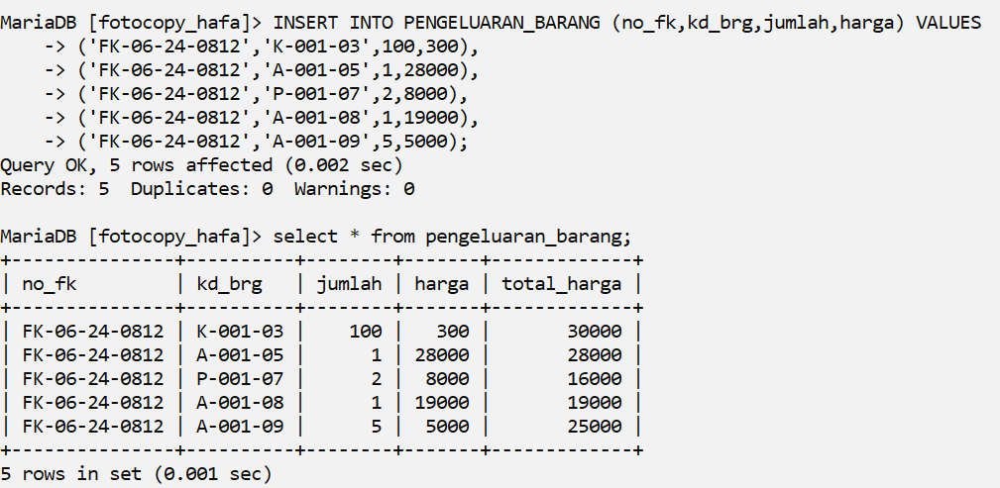 MariaDB [fotocopy_hafa]> INSERT INTO PENGELUARAN_BARANG (no_fk,kd_brg,jumlah,harga) VALUES
    -> ('FK-06-24-0812','K-001-03',100,300),
    -> ('FK-06-24-0812','A-001-05',1,28000),
    -> ('FK-06-24-0812','P-001-07',2,8000),
    -> ('FK-06-24-0812','A-001-08',1,19000),
    -> ('FK-06-24-0812','A-001-09',5,5000);
Query OK, 5 rows affected (0.002 sec)
Records: 5  Duplicates: 0  Warnings: 0

MariaDB [fotocopy_hafa]> select * from pengeluaran_barang;
+---------------+----------+--------+-------+-------------+
| no_fk         | kd_brg   | jumlah | harga | total_harga |
+---------------+----------+--------+-------+-------------+
| FK-06-24-0812 | K-001-03 |    100 |   300 |       30000 |
| FK-06-24-0812 | A-001-05 |      1 | 28000 |       28000 |
| FK-06-24-0812 | P-001-07 |      2 |  8000 |       16000 |
| FK-06-24-0812 | A-001-08 |      1 | 19000 |       19000 |
| FK-06-24-0812 | A-001-09 |      5 |  5000 |       25000 |
+---------------+----------+--------+-------+-------------+
5 rows in set (0.001 sec)